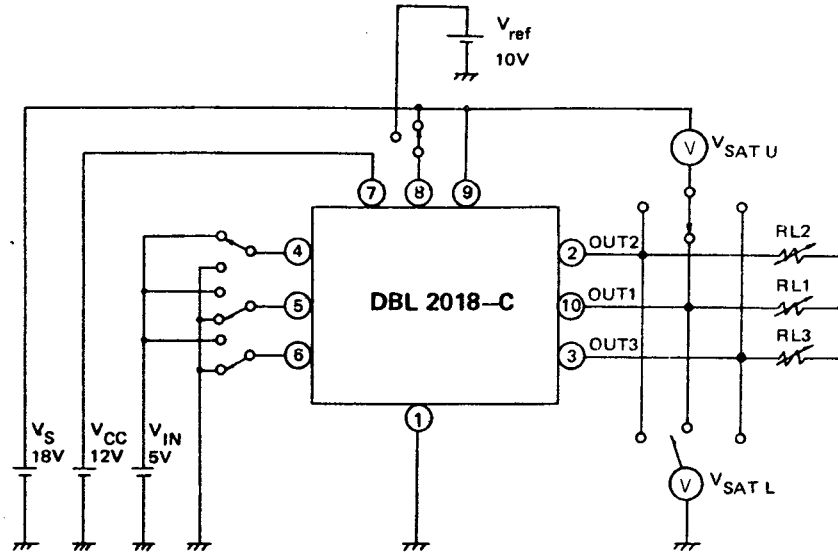 V_ref
10V
V
V_SAT U
7
8
9
4
5
6
DBL 2018-C
2
OUT2
10
OUT1
3
OUT3
1
RL2
RL1
RL3
V_S
18V
V_CC
12V
V_IN
5V
V
V_SAT L